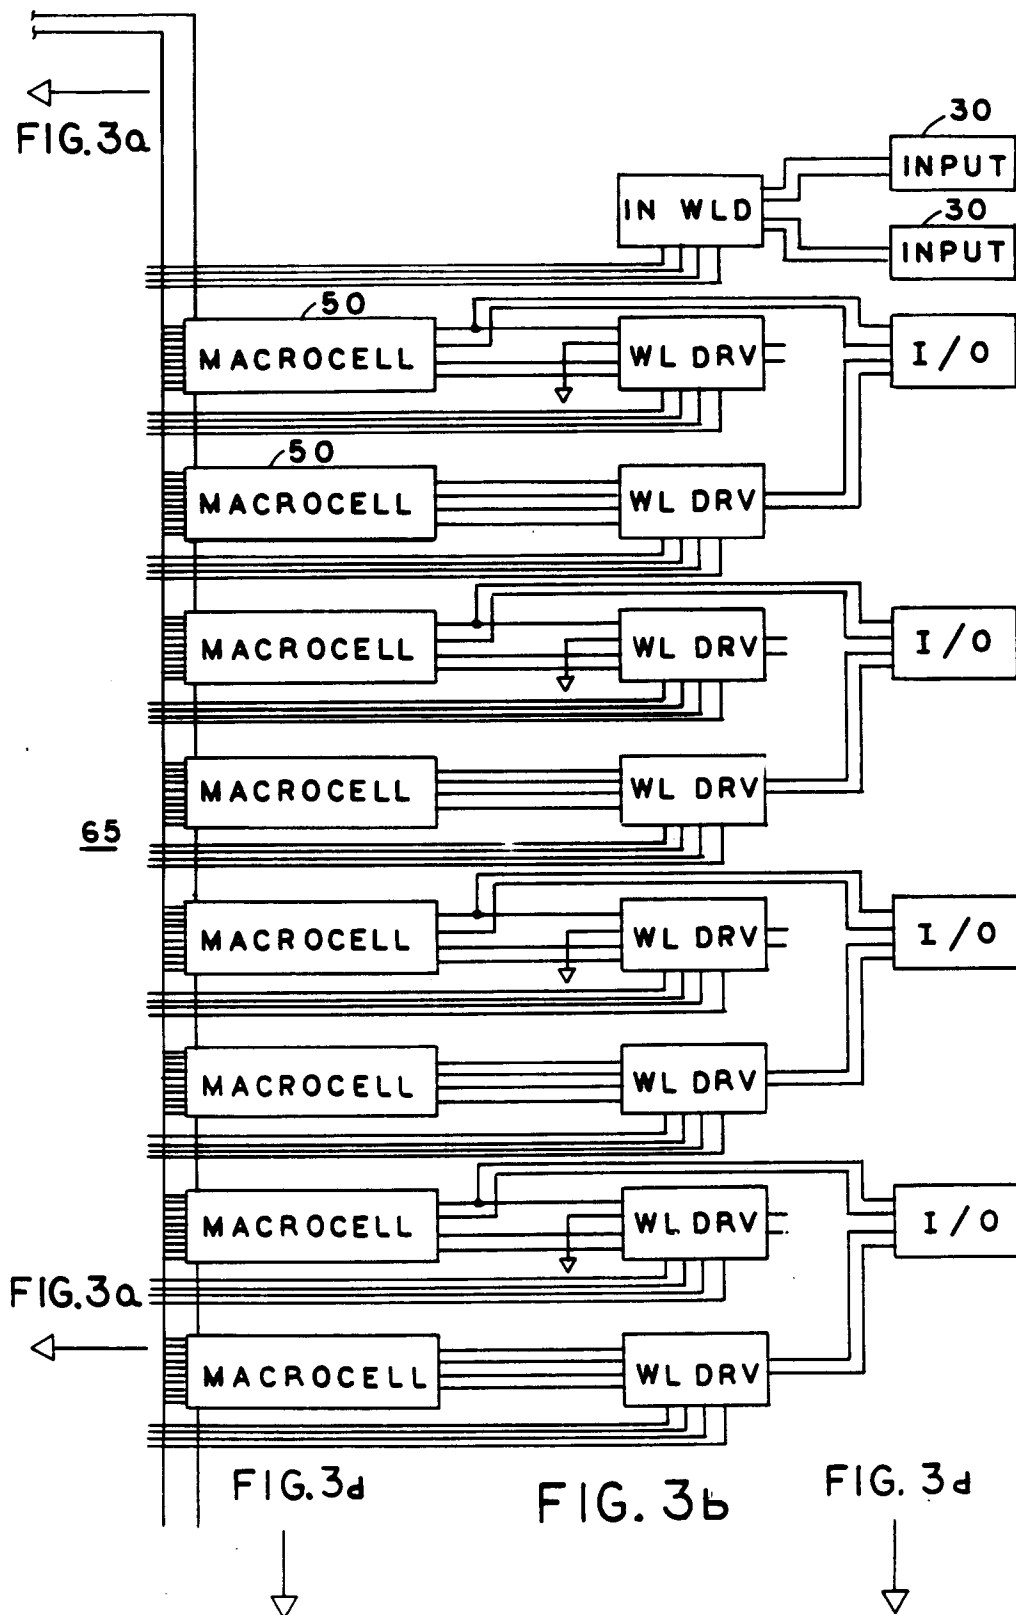 FIG.3a
30
INPUT
IN WLD
30
INPUT
50
MACROCELL
WL DRV
I/O
50
MACROCELL
WL DRV
MACROCELL
WL DRV
I/O
MACROCELL
WL DRV
65
MACROCELL
WL DRV
I/O
MACROCELL
WL DRV
MACROCELL
WL DRV
I/O
FIG.3a
MACROCELL
WL DRV
FIG.3d
FIG. 3b
FIG. 3d